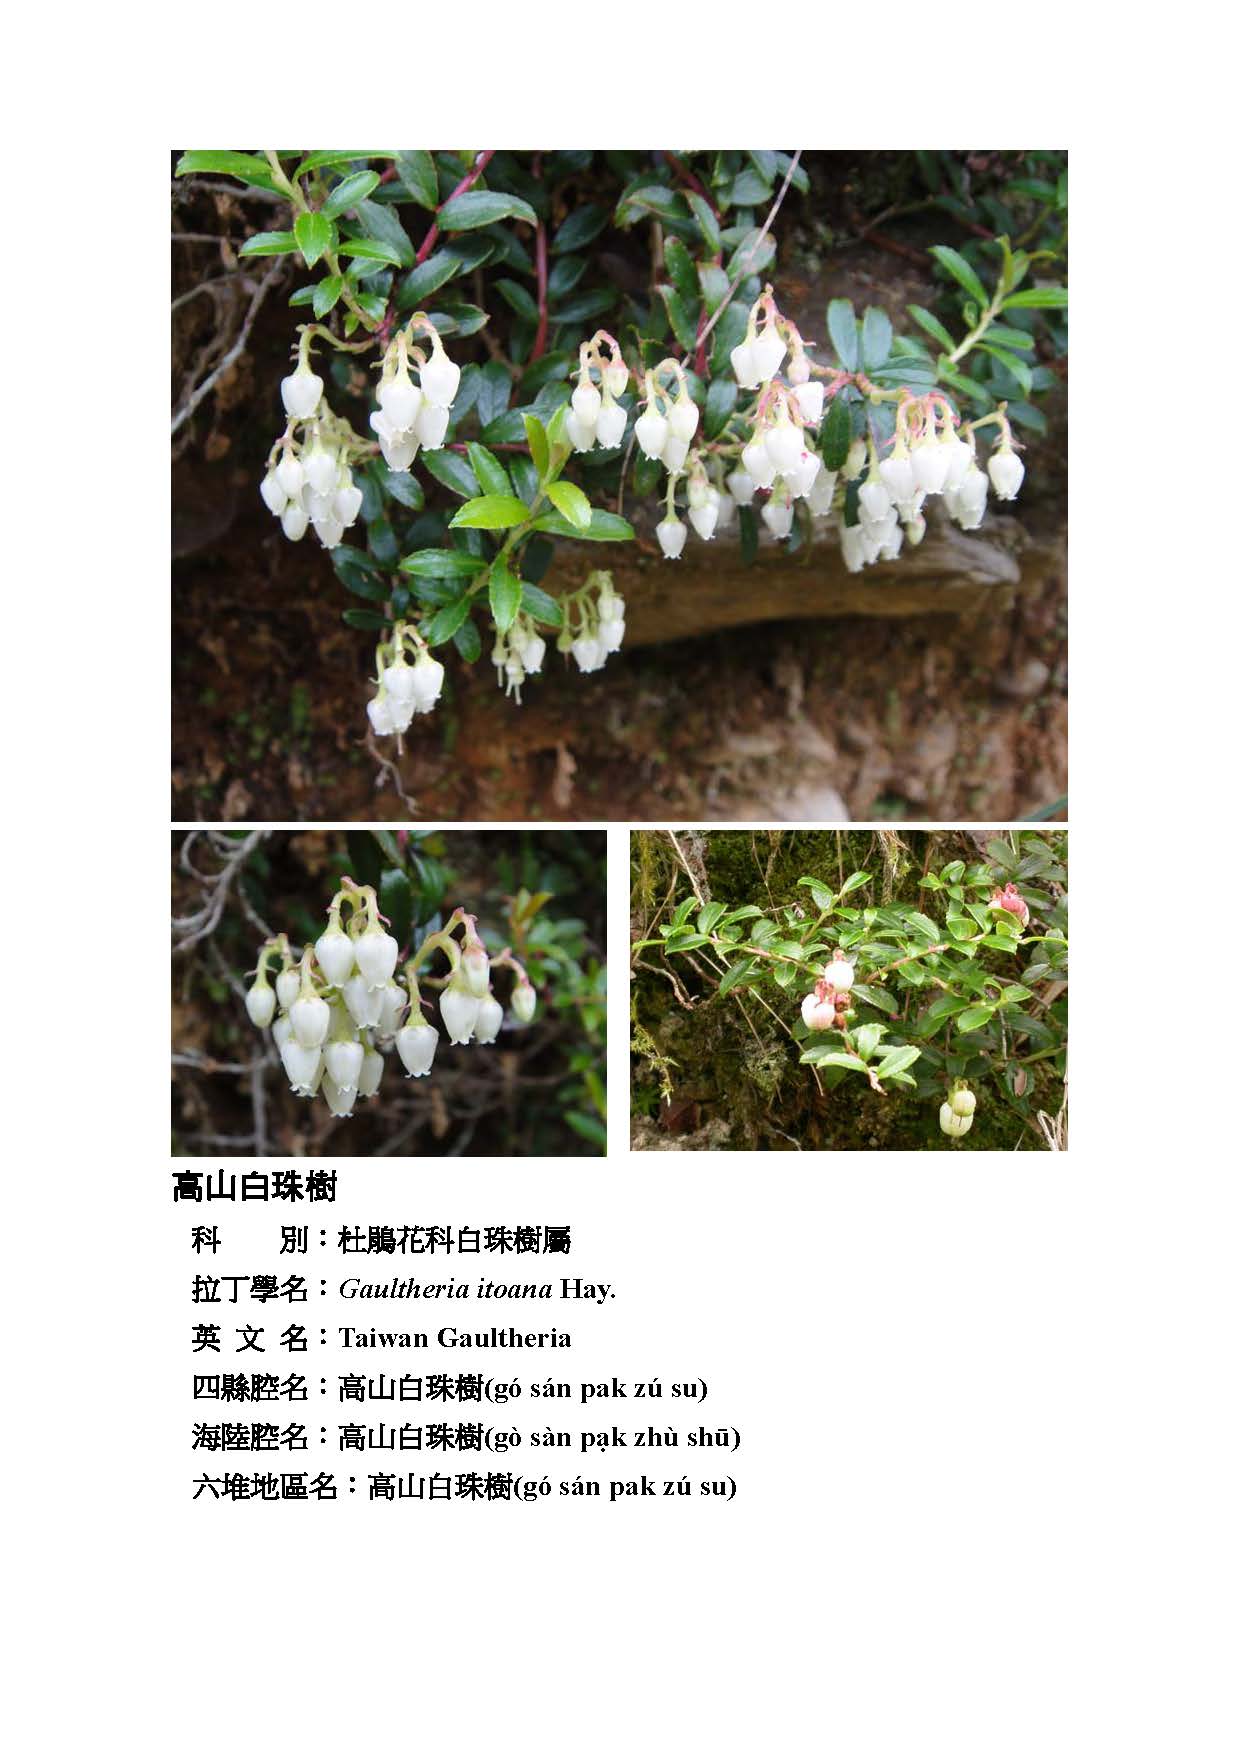 高山白珠樹
科　　別：杜鵑花科白珠樹屬
拉丁學名：Gaultheria itoana Hay.
英 文 名：Taiwan Gaultheria
四縣腔名：高山白珠樹(gó sán pak zú su)
海陸腔名：高山白珠樹(gò sàn pa̠k zhù shū)
六堆地區名：高山白珠樹(gó sán pak zú su)